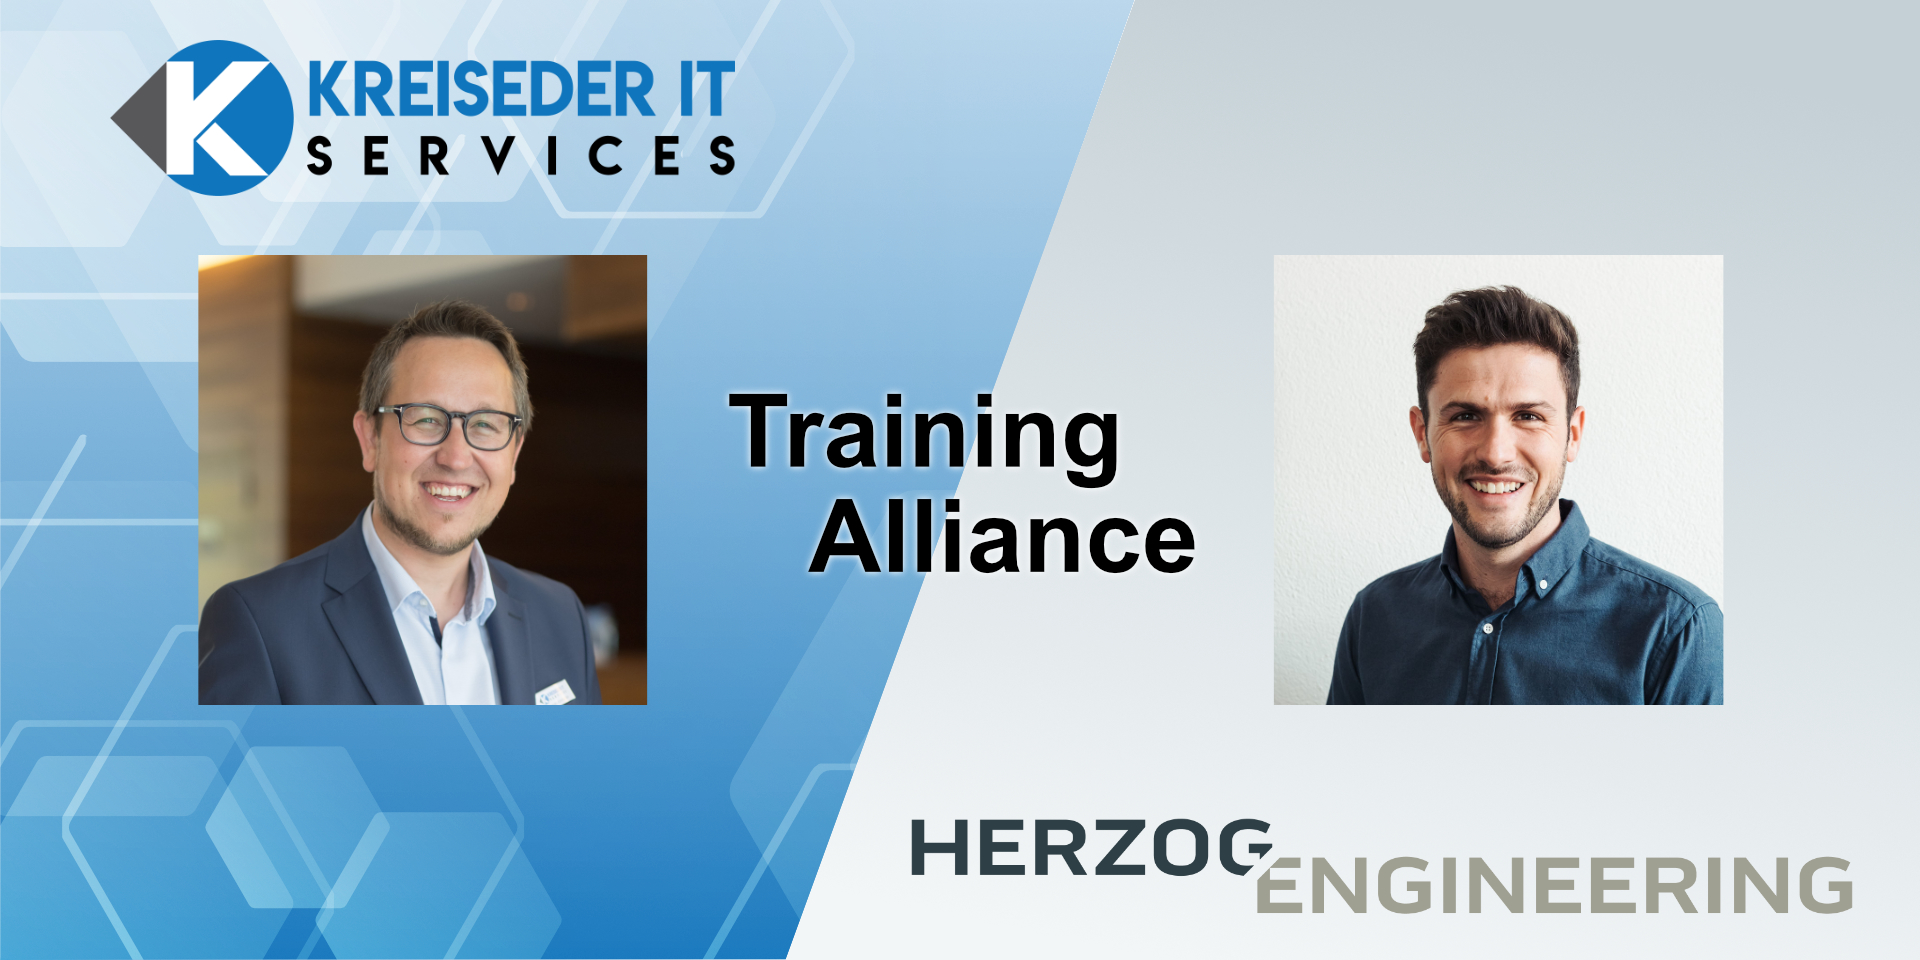 KREISEDER IT
SERVICES
Training
Alliance
HERZOG
ENGINEERING